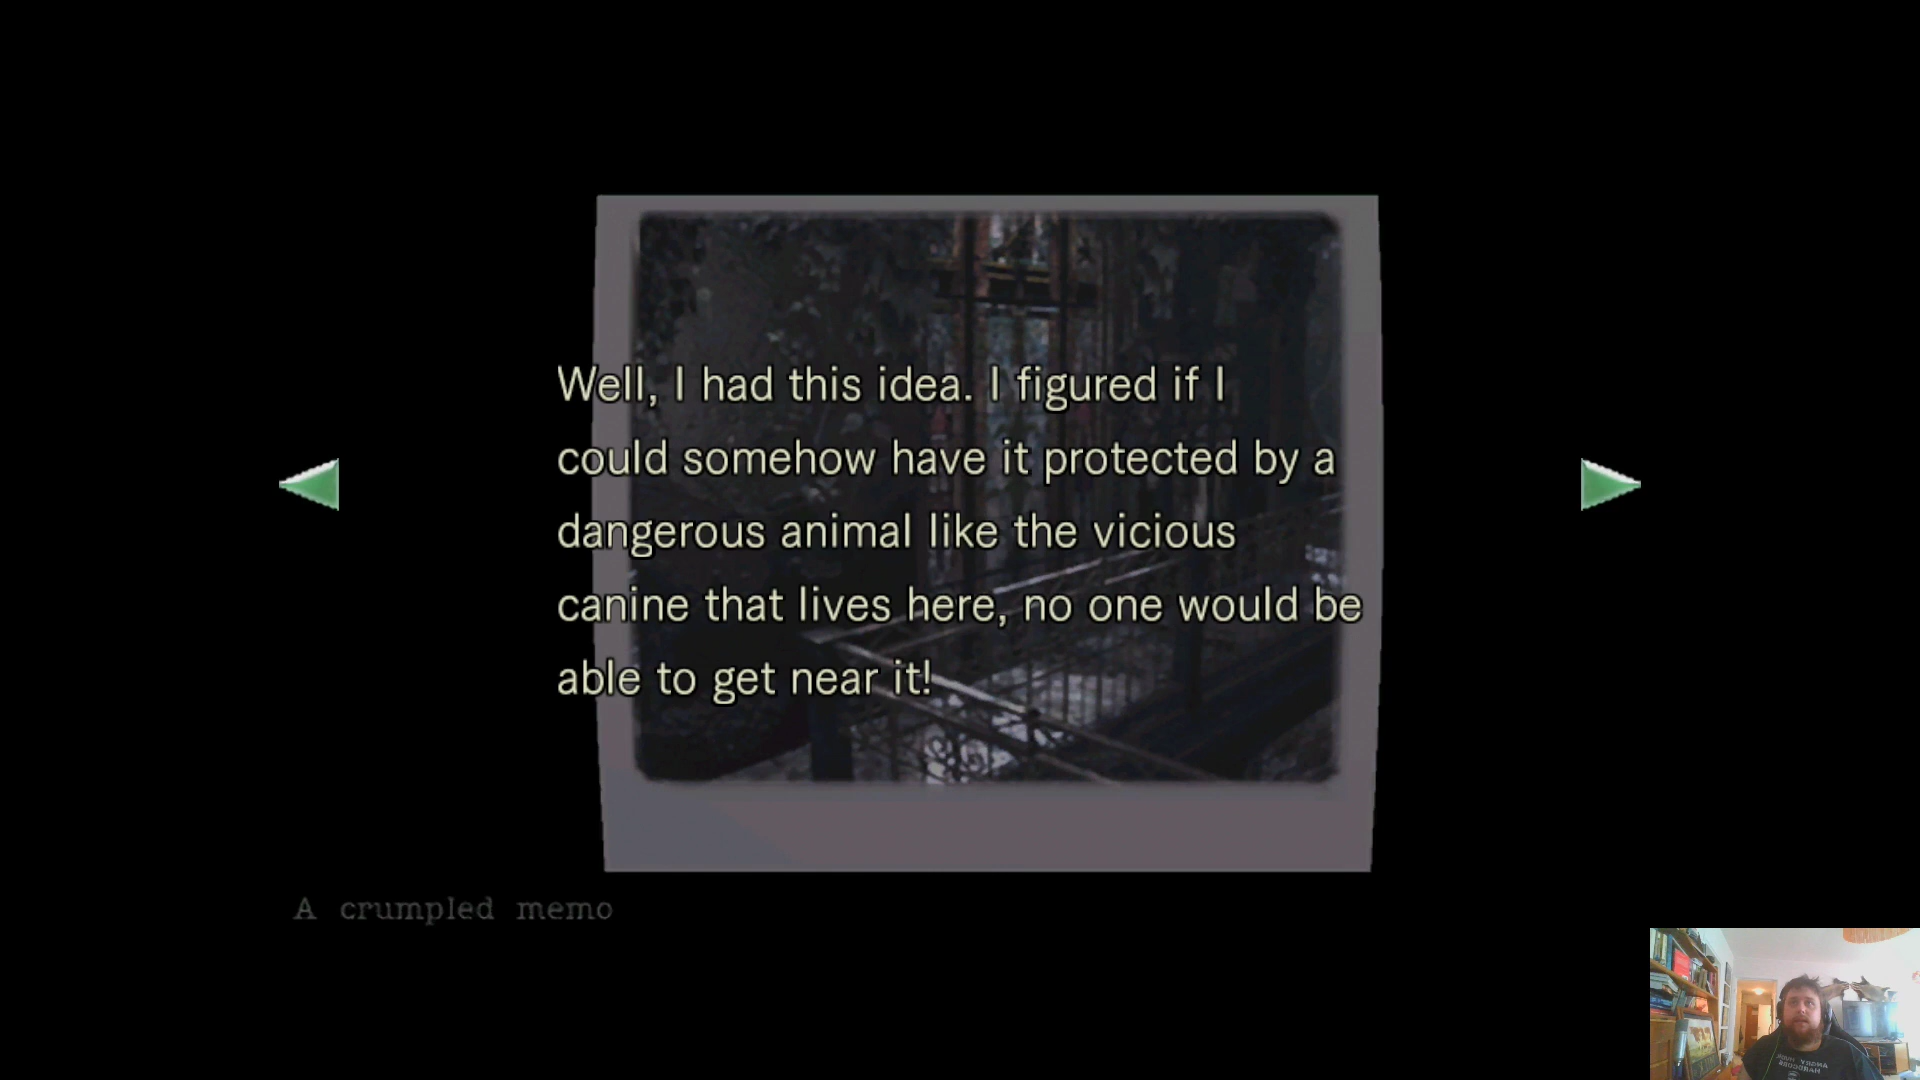 Well, I had this idea. I figured if I
could somehow have it protected by a
dangerous animal like the vicious
canine that lives here, no one would be
able to get near it!
A crumpled memo